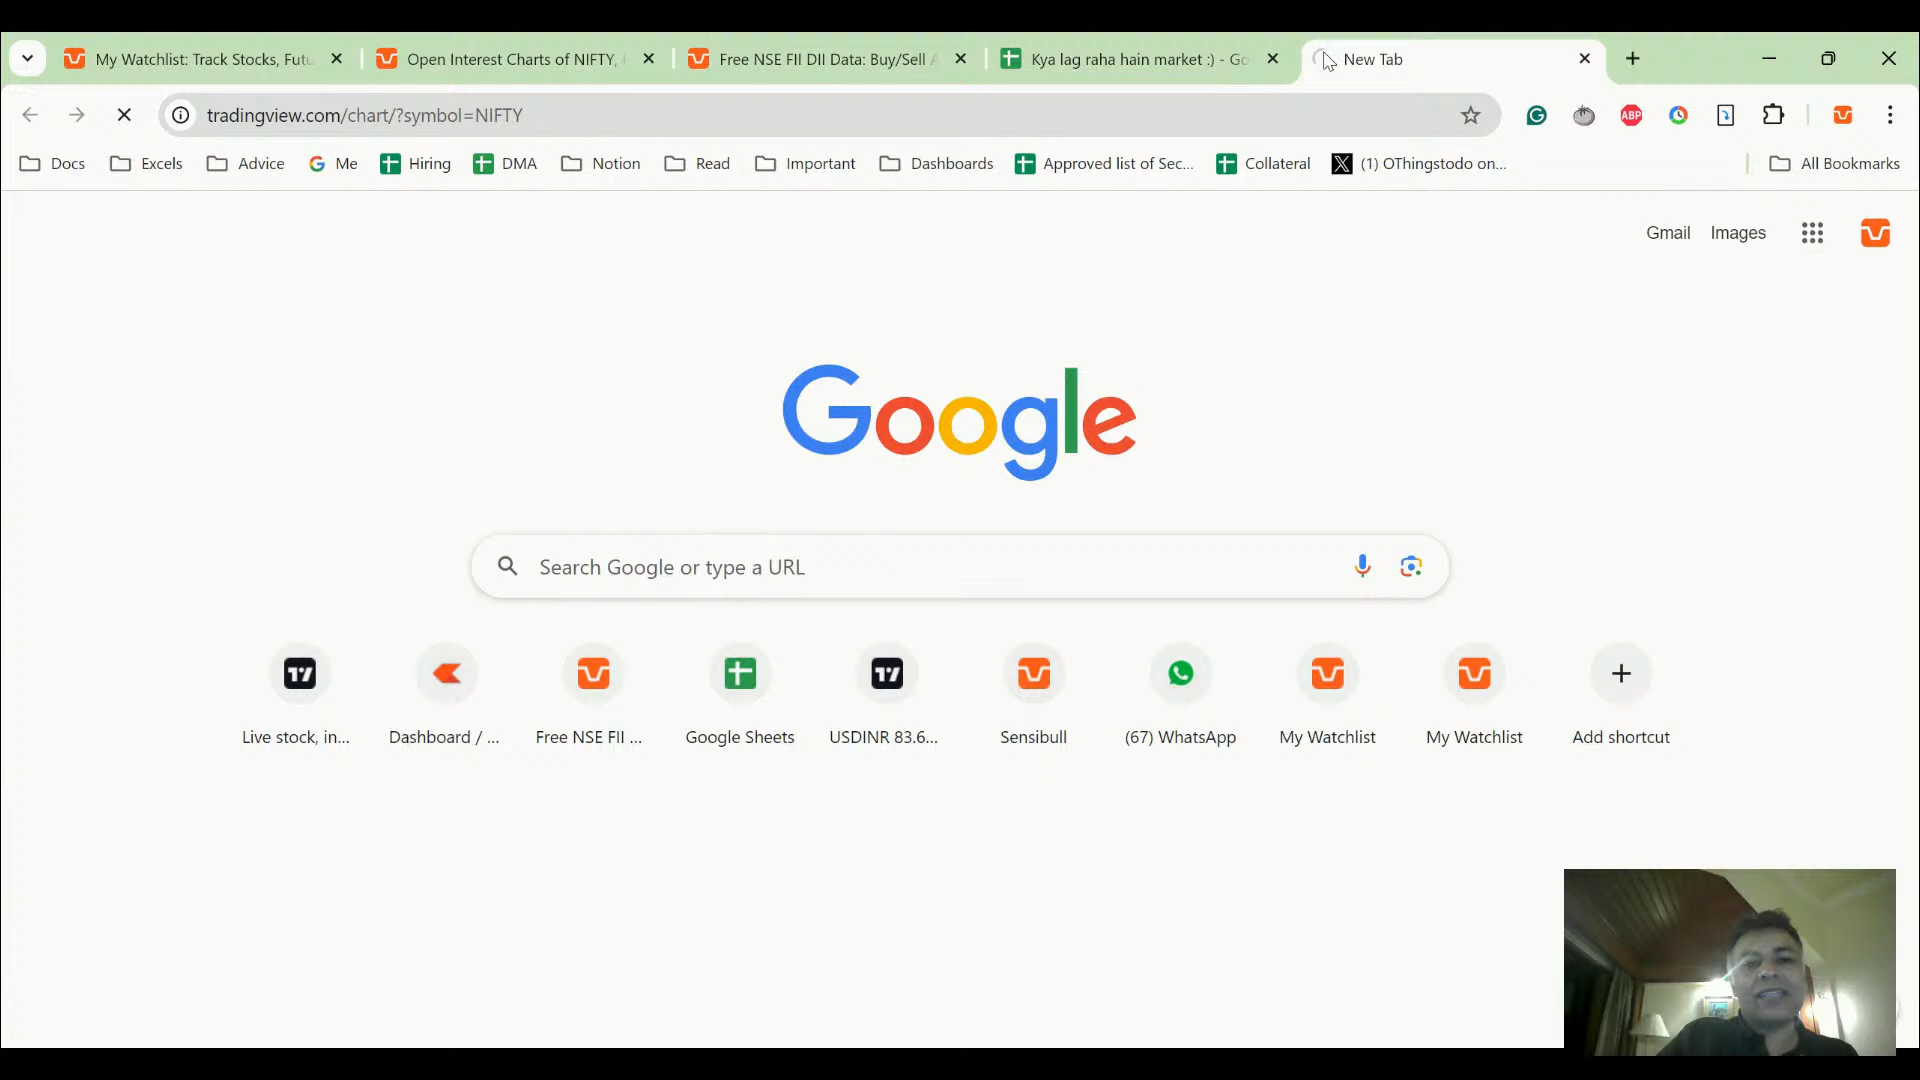 My Watchlist: Track Stocks, Futu
Open Interest Charts of NIFTY,
Free NSE FII DII Data: Buy/Sell A
Kya lag raha hain market :) - Go
New Tab
tradingview.com/chart/?symbol=NIFTY
ABP
Docs
Excels
Advice
Me
Hiring
DMA
Notion
Read
Important
Dashboards
Approved list of Sec...
Collateral
(1) OThingstodo on...
All Bookmarks
Gmail
Images
Google
Search Google or type a URL
Live stock, in...
Dashboard / ...
Free NSE FII ...
Google Sheets
USDINR 83.6...
Sensibull
(67) WhatsApp
My Watchlist
My Watchlist
Add shortcut